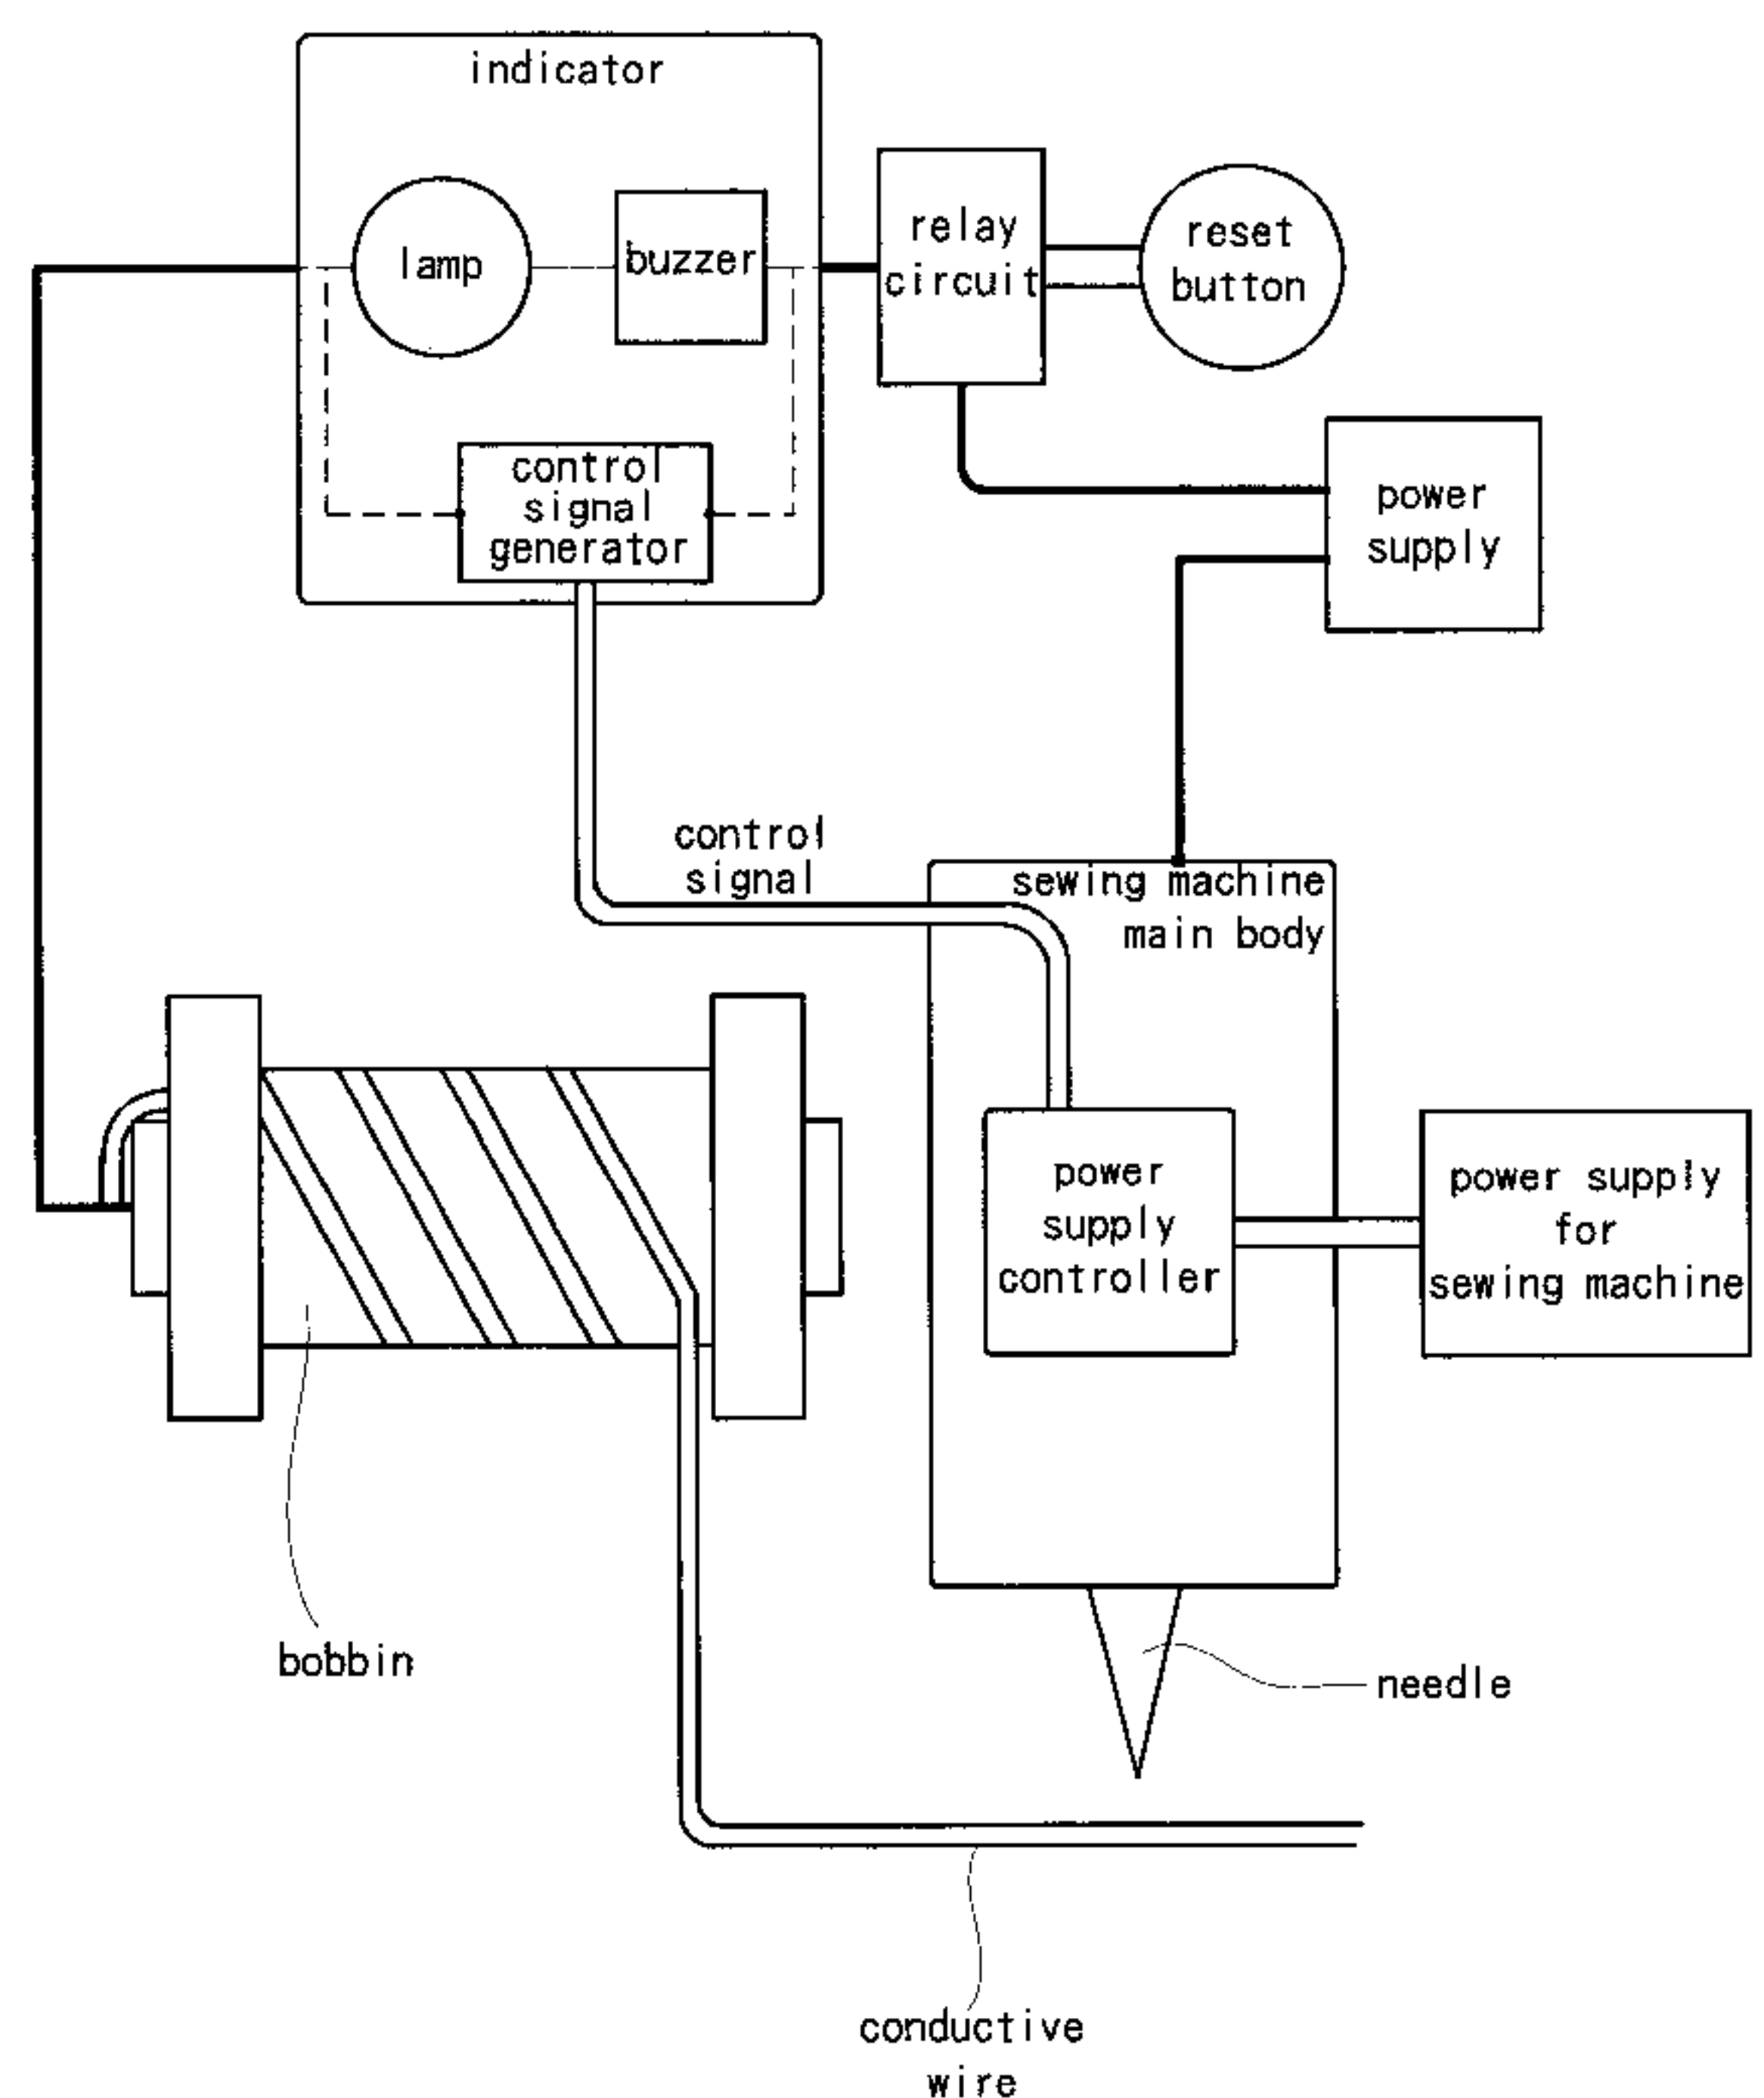 indicator
lamp
buzzer
relay
circuit
reset
button
control
signal
generator
power
supply
control
signal
sewing machine
main body
power
supply
controller
power supply
for
sewing machine
bobbin
needle
conductive
wire